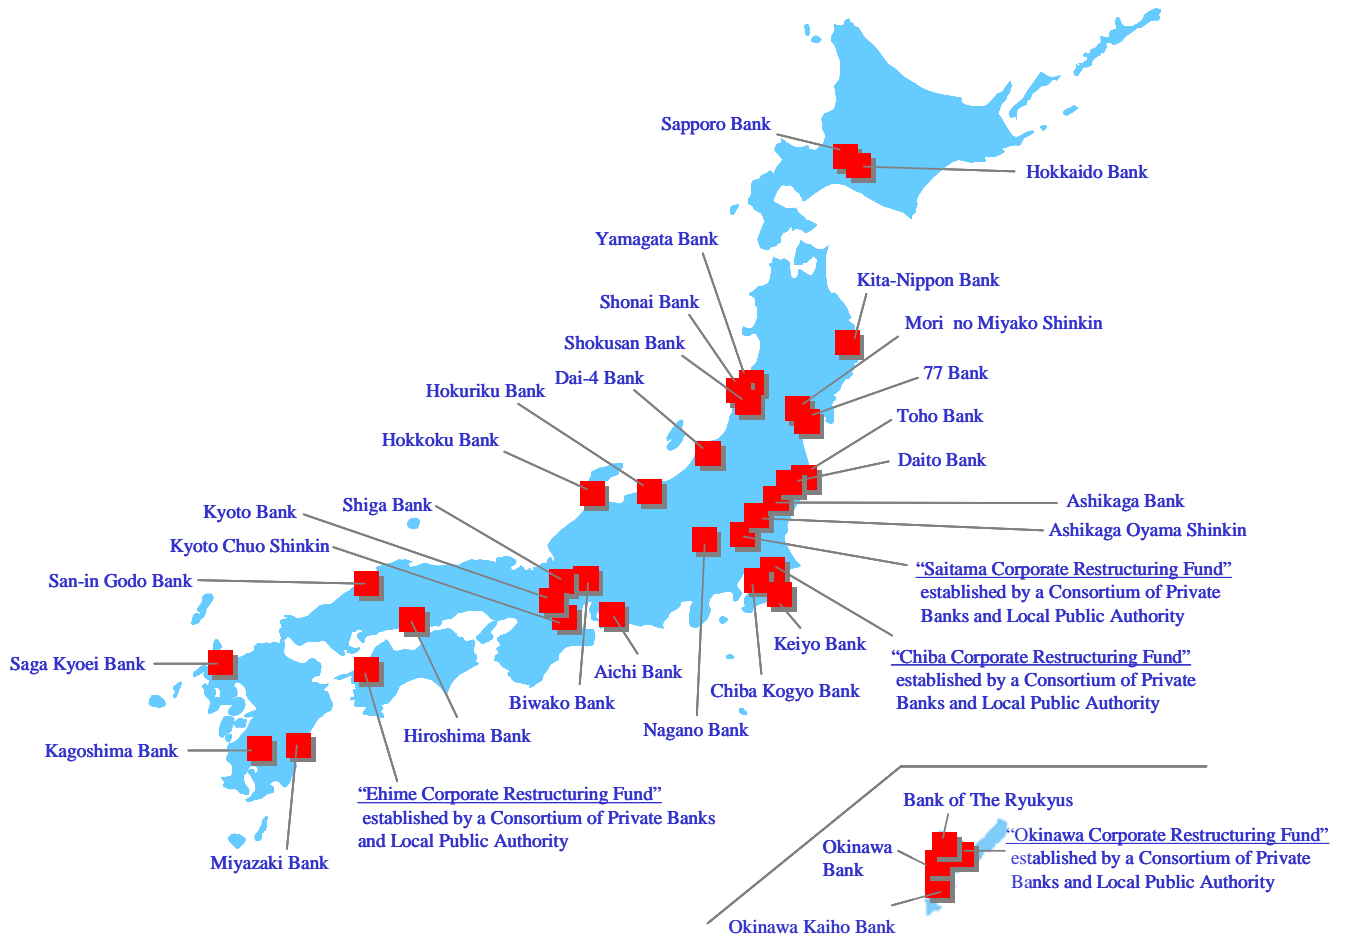 Sapporo Bank
Hokkaido Bank
Yamagata Bank
Kita-Nippon Bank
Shonai Bank
Mori no Miyako Shinkin
Shokusan Bank
77 Bank
Dai-4 Bank
Hokuriku Bank
Toho Bank
Hokkoku Bank
Daito Bank
Shiga Bank
Ashikaga Bank
Kyoto Bank
Ashikaga Oyama Shinkin
Kyoto Chuo Shinkin
San-in Godo Bank
“Saitama Corporate Restructuring Fund”
established by a Consortium of Private
Banks and Local Public Authority
Keiyo Bank
Saga Kyoei Bank
“Chiba Corporate Restructuring Fund”
established by a Consortium of Private
Banks and Local Public Authority
Aichi Bank
Chiba Kogyo Bank
Biwako Bank
Nagano Bank
Hiroshima Bank
Kagoshima Bank
“Ehime Corporate Restructuring Fund”
established by a Consortium of Private Banks
and Local Public Authority
Miyazaki Bank
Bank of The Ryukyus
“Okinawa Corporate Restructuring Fund”
established by a Consortium of Private
Banks and Local Public Authority
Okinawa
Bank
Okinawa Kaiho Bank